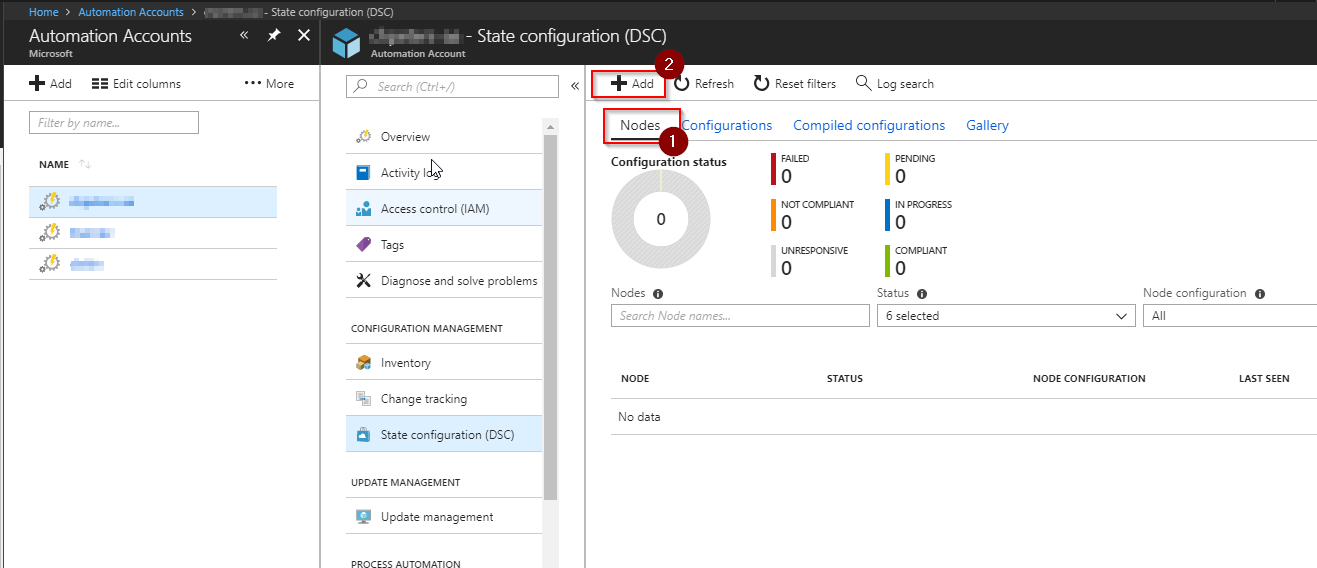 Home > Automation Accounts > - State configuration (DSC)
Automation Accounts
Microsoft
Add
Edit columns
More
Filter by name...
NAME
- State configuration (DSC)
Automation Account
Search (Ctrl+/)
Overview
Activity log
Access control (IAM)
Tags
Diagnose and solve problems
CONFIGURATION MANAGEMENT
Inventory
Change tracking
State configuration (DSC)
UPDATE MANAGEMENT
Update management
PROCESS AUTOMATION
Add
2
Refresh
Reset filters
Log search
Nodes
1
Configurations
Compiled configurations
Gallery
Configuration status
0
FAILED
0
PENDING
0
NOT COMPLIANT
0
IN PROGRESS
0
UNRESPONSIVE
0
COMPLIANT
0
Nodes
Search Node names...
Status
6 selected
Node configuration
All
NODE STATUS NODE CONFIGURATION LAST SEEN
No data